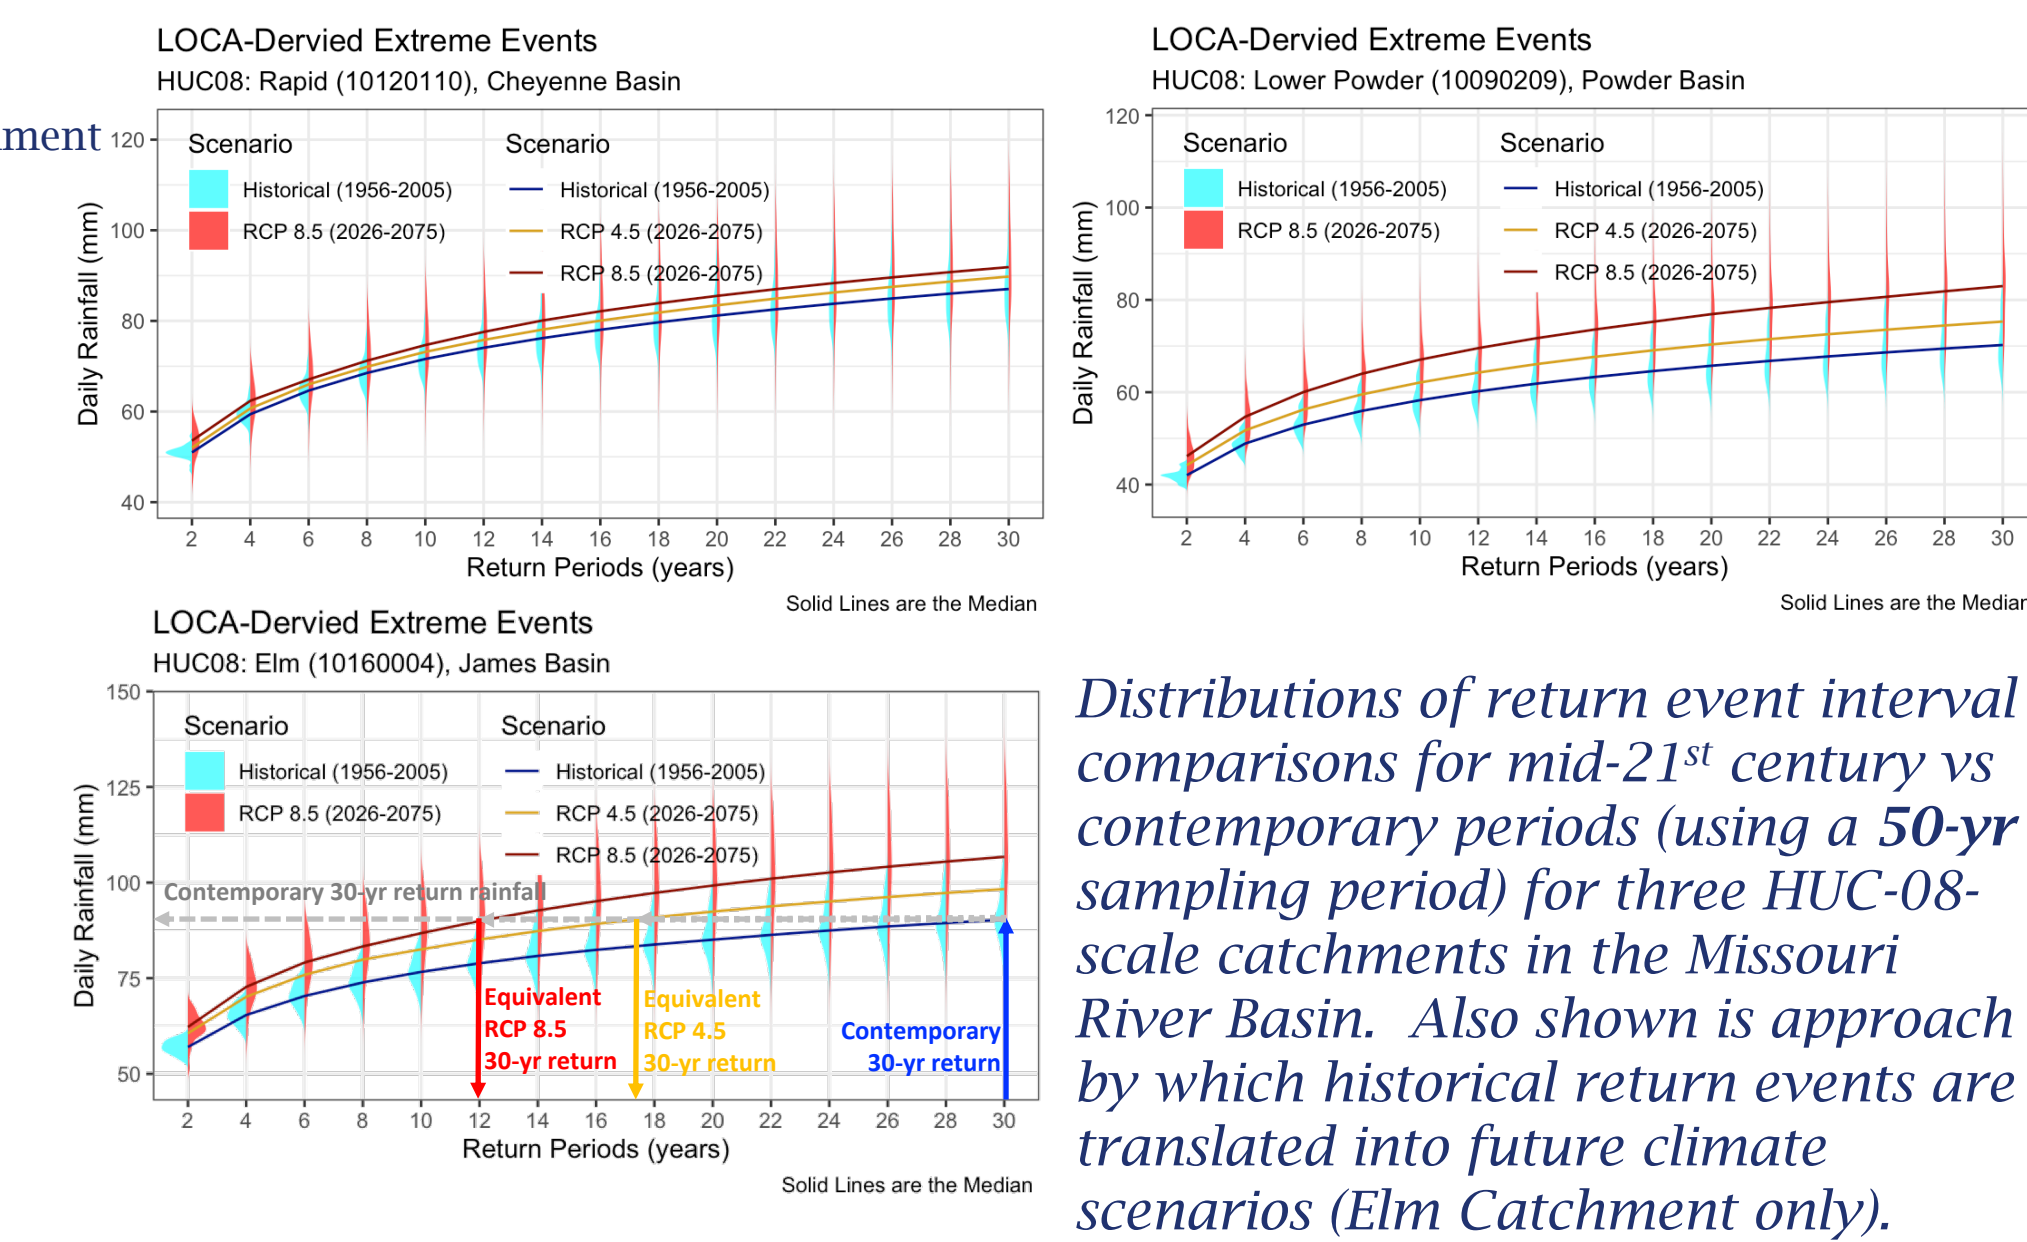 LOCA-Dervied Extreme Events
HUC08: Rapid (10120110), Cheyenne Basin
120
100
80
60
40
Daily Rainfall (mm)
Scenario
Historical (1956-2005)
RCP 8.5 (2026-2075)
Scenario
Historical (1956-2005)
RCP 4.5 (2026-2075)
RCP 8.5 (2026-2075)
2 4 6 8 10 12 14 16 18 20 22 24 26 28 30
Return Periods (years)
Solid Lines are the Median
LOCA-Dervied Extreme Events
HUC08: Lower Powder (10090209), Powder Basin
120
100
80
60
40
Daily Rainfall (mm)
Scenario
Historical (1956-2005)
RCP 8.5 (2026-2075)
Scenario
Historical (1956-2005)
RCP 4.5 (2026-2075)
RCP 8.5 (2026-2075)
2 4 6 8 10 12 14 16 18 20 22 24 26 28 30
Return Periods (years)
Solid Lines are the Median
LOCA-Dervied Extreme Events
HUC08: Elm (10160004), James Basin
150
125
100
75
50
Daily Rainfall (mm)
Scenario
Historical (1956-2005)
RCP 8.5 (2026-2075)
Scenario
Historical (1956-2005)
RCP 4.5 (2026-2075)
RCP 8.5 (2026-2075)
Contemporary 30-yr return rainfall
Equivalent
RCP 8.5
30-yr return
Equivalent
RCP 4.5
30-yr return
Contemporary
30-yr return
2 4 6 8 10 12 14 16 18 20 22 24 26 28 30
Return Periods (years)
Solid Lines are the Median
Distributions of return event interval
comparisons for mid-21st century vs
contemporary periods (using a 50-yr
sampling period) for three HUC-08-
scale catchments in the Missouri
River Basin. Also shown is approach
by which historical return events are
translated into future climate
scenarios (Elm Catchment only).